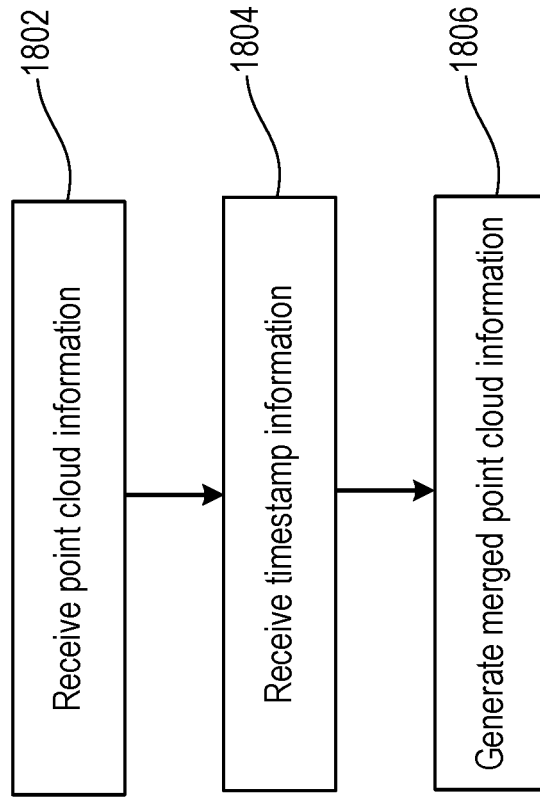 Receive point cloud information
1802
Receive timestamp information
1804
Generate merged point cloud information
1806